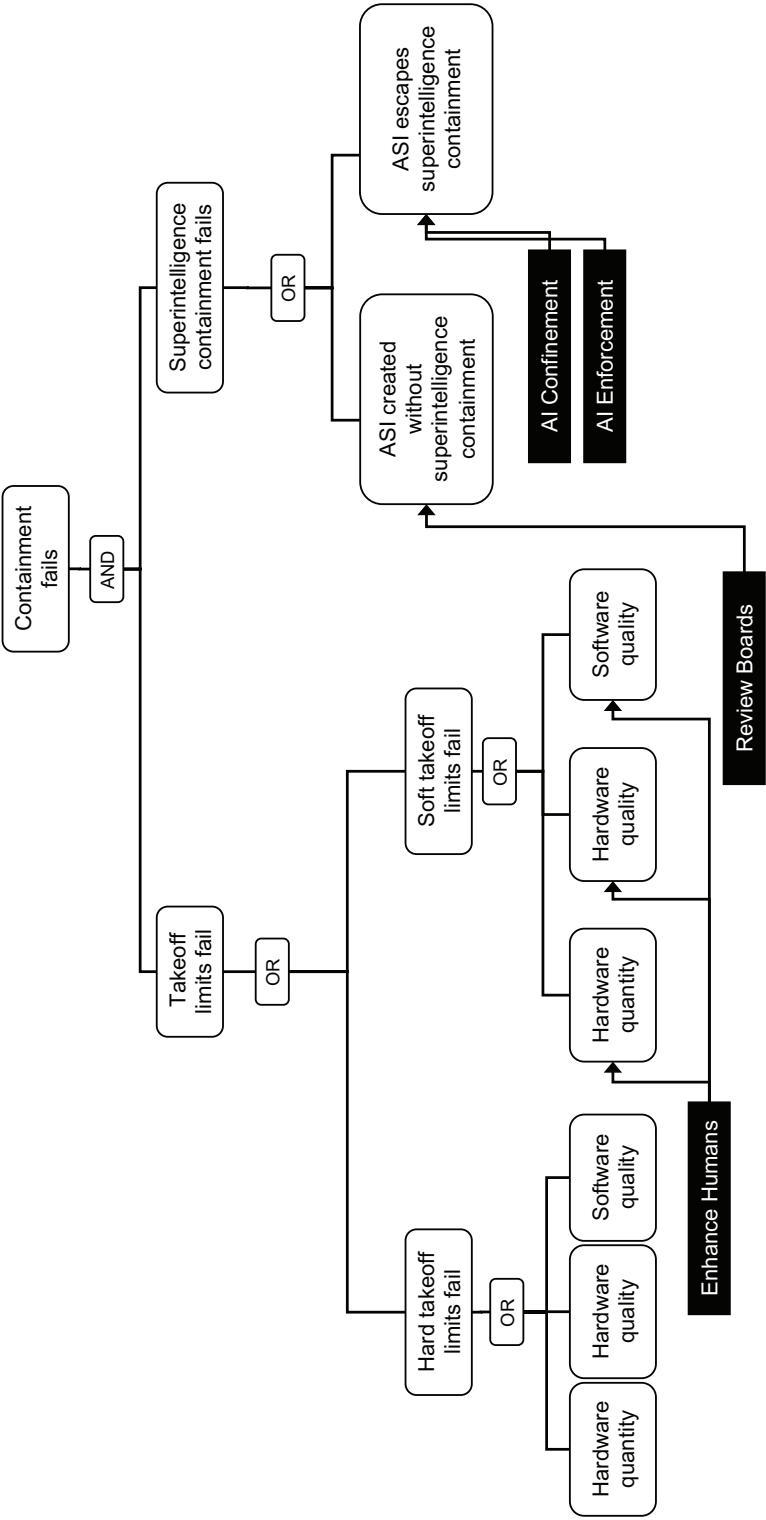 Containment
fails
AND
Takeoff
limits fail
Superintelligence
containment fails
OR
OR
Hard takeoff
limits fail
Soft takeoff
limits fail
ASI created
without
superintelligence
containment
ASI escapes
superintelligence
containment
OR
OR
Hardware
quantity
Hardware
quality
Software
quality
Hardware
quantity
Hardware
quality
Software
quality
AI Confinement
AI Enforcement
Enhance Humans
Review Boards